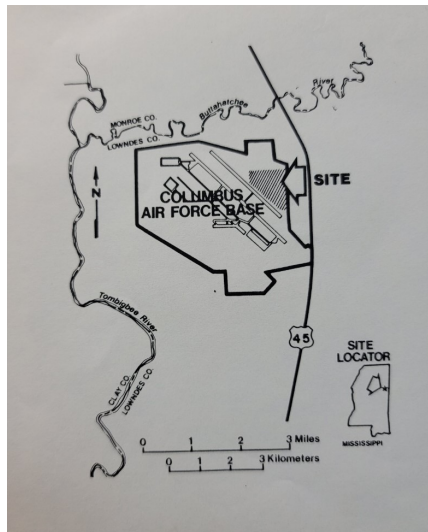 MONROE CO.
LOWNDES CO.
Buttahatchee River
N
COLUMBUS
AIR FORCE BASE
SITE
Tombigbee River
45
CLAY CO.
LOWNDES CO.
SITE
LOCATOR
MISSISSIPPI
0 1 2 3 Miles
0 1 2 3 Kilometers